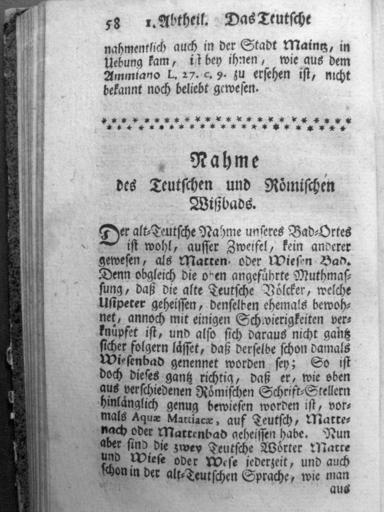 58 1. Abtheil. Das Teutsche
nahmentlich auch in der Stadt Maintz, in
Uebung kam, ist bey ihnen, wie aus dem
Ammiano L. 27. c. 9. zu ersehen ist, nicht
bekannt noch beliebt gewesen.
Nahme
des Teutschen und Römischen
Wißbads.
Der alt-Teutsche Nahme unseres Bad-Ortes
ist wohl, ausser Zweifel, kein anderer
gewesen, als Matten- oder Wiesen Bad.
Denn obgleich die oben angeführte Muthmas-
sung, daß die alte Teutsche Völcker, welche
Usipeter geheissen, denselben ehemals bewoh-
net, annoch mit einigen Schwierigkeiten ver-
knüpfet ist, und also sich daraus nicht gantz
sicher folgern lässet, daß derselbe schon damals
Wiesenbad genennet worden sey; So ist
doch dieses gantz richtig, daß er, wie oben
aus verschiedenen Römischen Schrift-Stellern
hinlänglich genug bewiesen worden ist, vor-
mals Aquæ Mattiacæ, auf Teutsch, Matte-
nach oder Mattenbad geheissen habe. Nun
aber sind die zwey Teutsche Wörter Matte
und Wiese oder Wese jederzeit, und auch
schon in der alt-Teutschen Sprache, wie man
aus